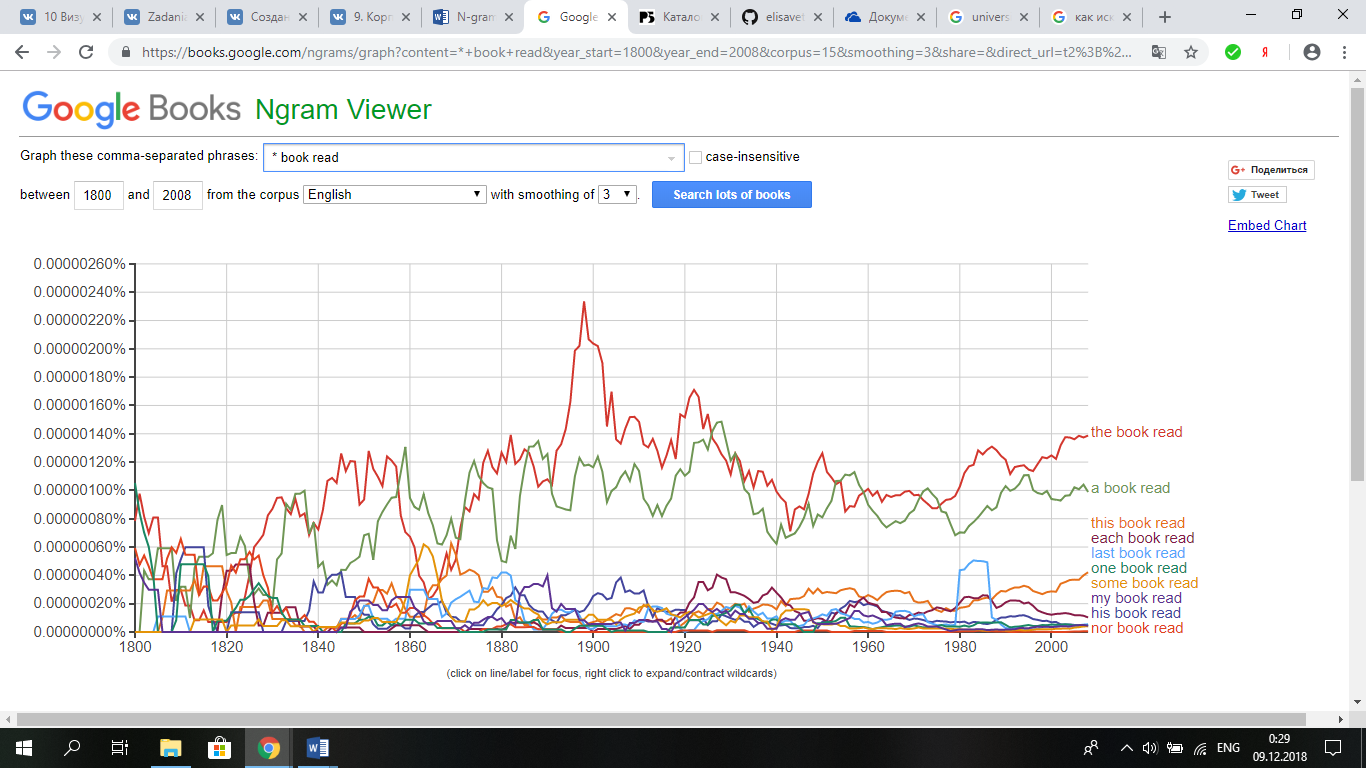 10 Визу
Zadani
Создан
9. Корп
N-gram
Google
Катало
elisavet
Докуме
univers
как иск
https://books.google.com/ngrams/graph?content=*+book+read&year_start=1800&year_end=2008&corpus=15&smoothing=3&share=&direct_url=t2%3B%2...
Google Books Ngram Viewer
Graph these comma-separated phrases: * book read case-insensitive
between 1800 and 2008 from the corpus English with smoothing of 3 . Search lots of books
G+ Поделиться
Tweet
Embed Chart
0.00000260%
0.00000240%
0.00000220%
0.00000200%
0.00000180%
0.00000160%
0.00000140%
0.00000120%
0.00000100%
0.00000080%
0.00000060%
0.00000040%
0.00000020%
0.00000000%
the book read
a book read
this book read
each book read
last book read
one book read
some book read
my book read
his book read
nor book read
1800 1820 1840 1860 1880 1900 1920 1940 1960 1980 2000
(click on line/label for focus, right click to expand/contract wildcards)
ENG
0:29
09.12.2018